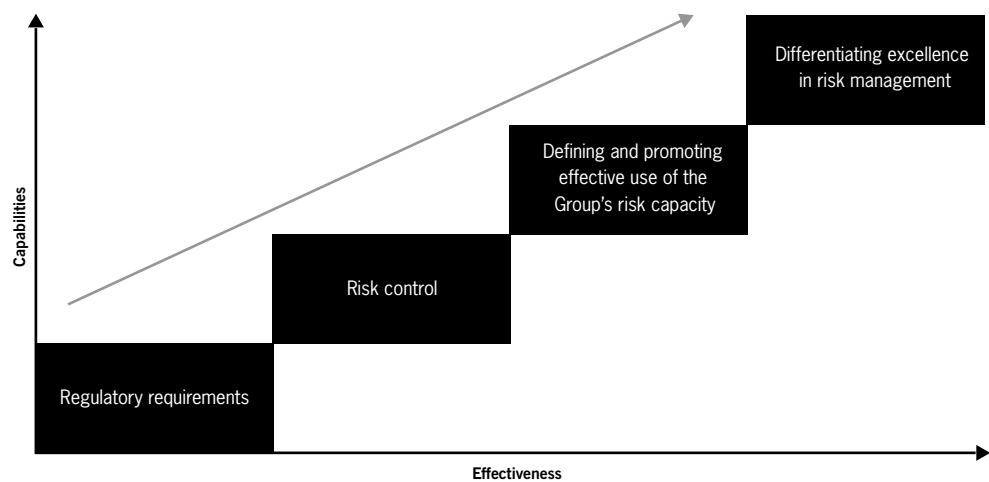 Differentiating excellence
in risk management
Defining and promoting
effective use of the
Group's risk capacity
Capabilities
Risk control
Regulatory requirements
Effectiveness